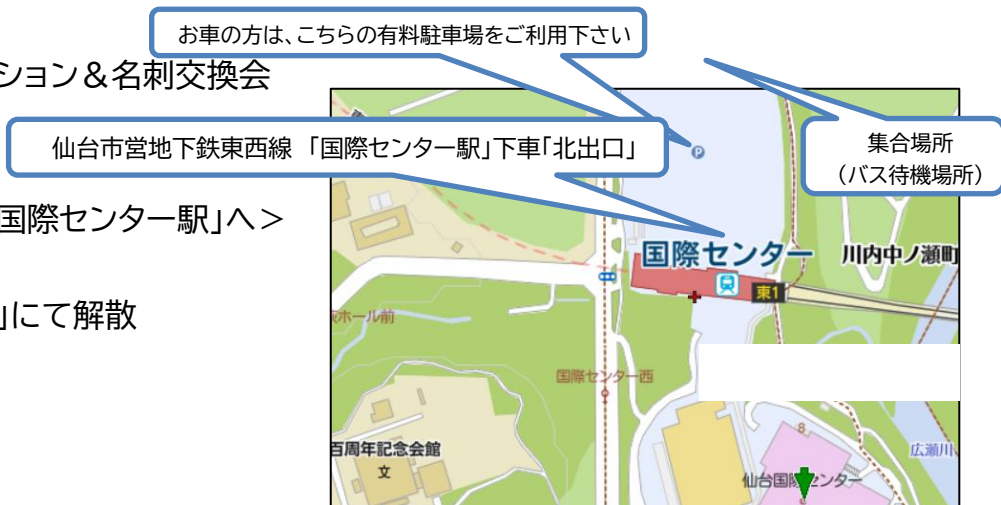 お車の方は、こちらの有料駐車場をご利用下さい
ション＆名刺交換会
仙台市営地下鉄東西線 「国際センター駅」下車「北出口」
集合場所
（バス待機場所）
国際センター駅」へ＞
」にて解散
P
国際センター
川内中ノ瀬町
東1
ホール前
国際センター西
百周年記念会館
文
8
広瀬川
仙台国際センター